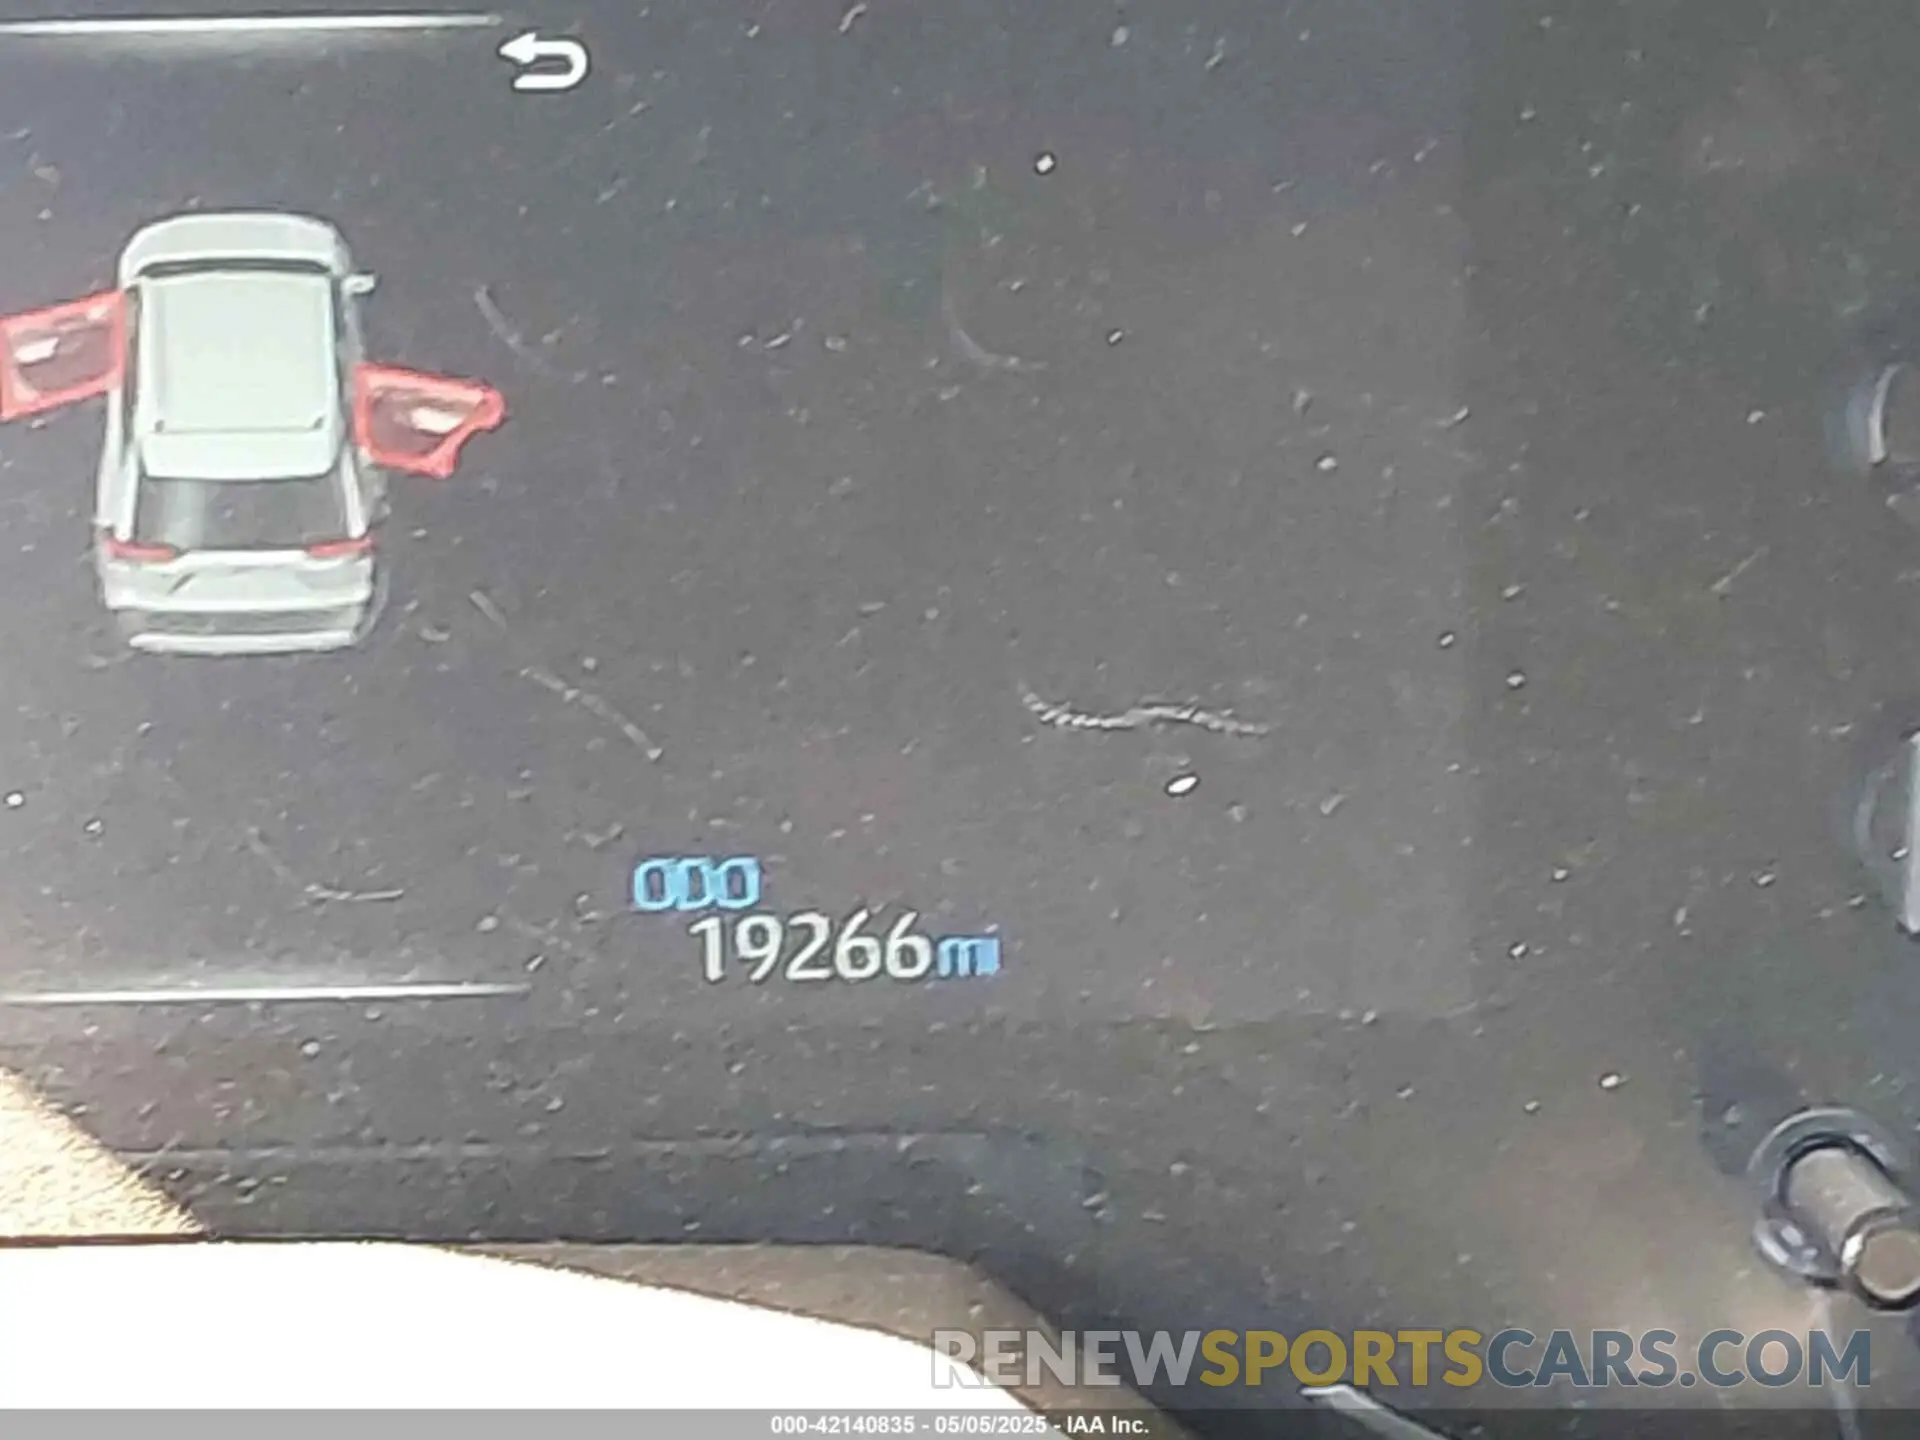 ODO
19266mi
RENEWSPORTSCARS.COM
000-42140835 - 05/05/2025 - IAA Inc.